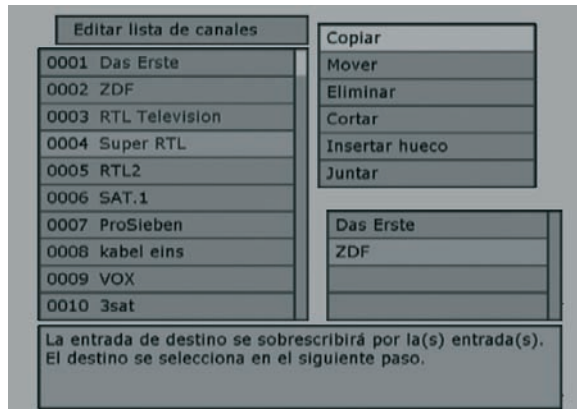 Editar lista de canales
0001 Das Erste
0002 ZDF
0003 RTL Television
0004 Super RTL
0005 RTL2
0006 SAT.1
0007 ProSieben
0008 kabel eins
0009 VOX
0010 3sat
Copiar
Mover
Eliminar
Cortar
Insertar hueco
Juntar
Das Erste
ZDF
La entrada de destino se sobrescribirá por la(s) entrada(s).
El destino se selecciona en el siguiente paso.